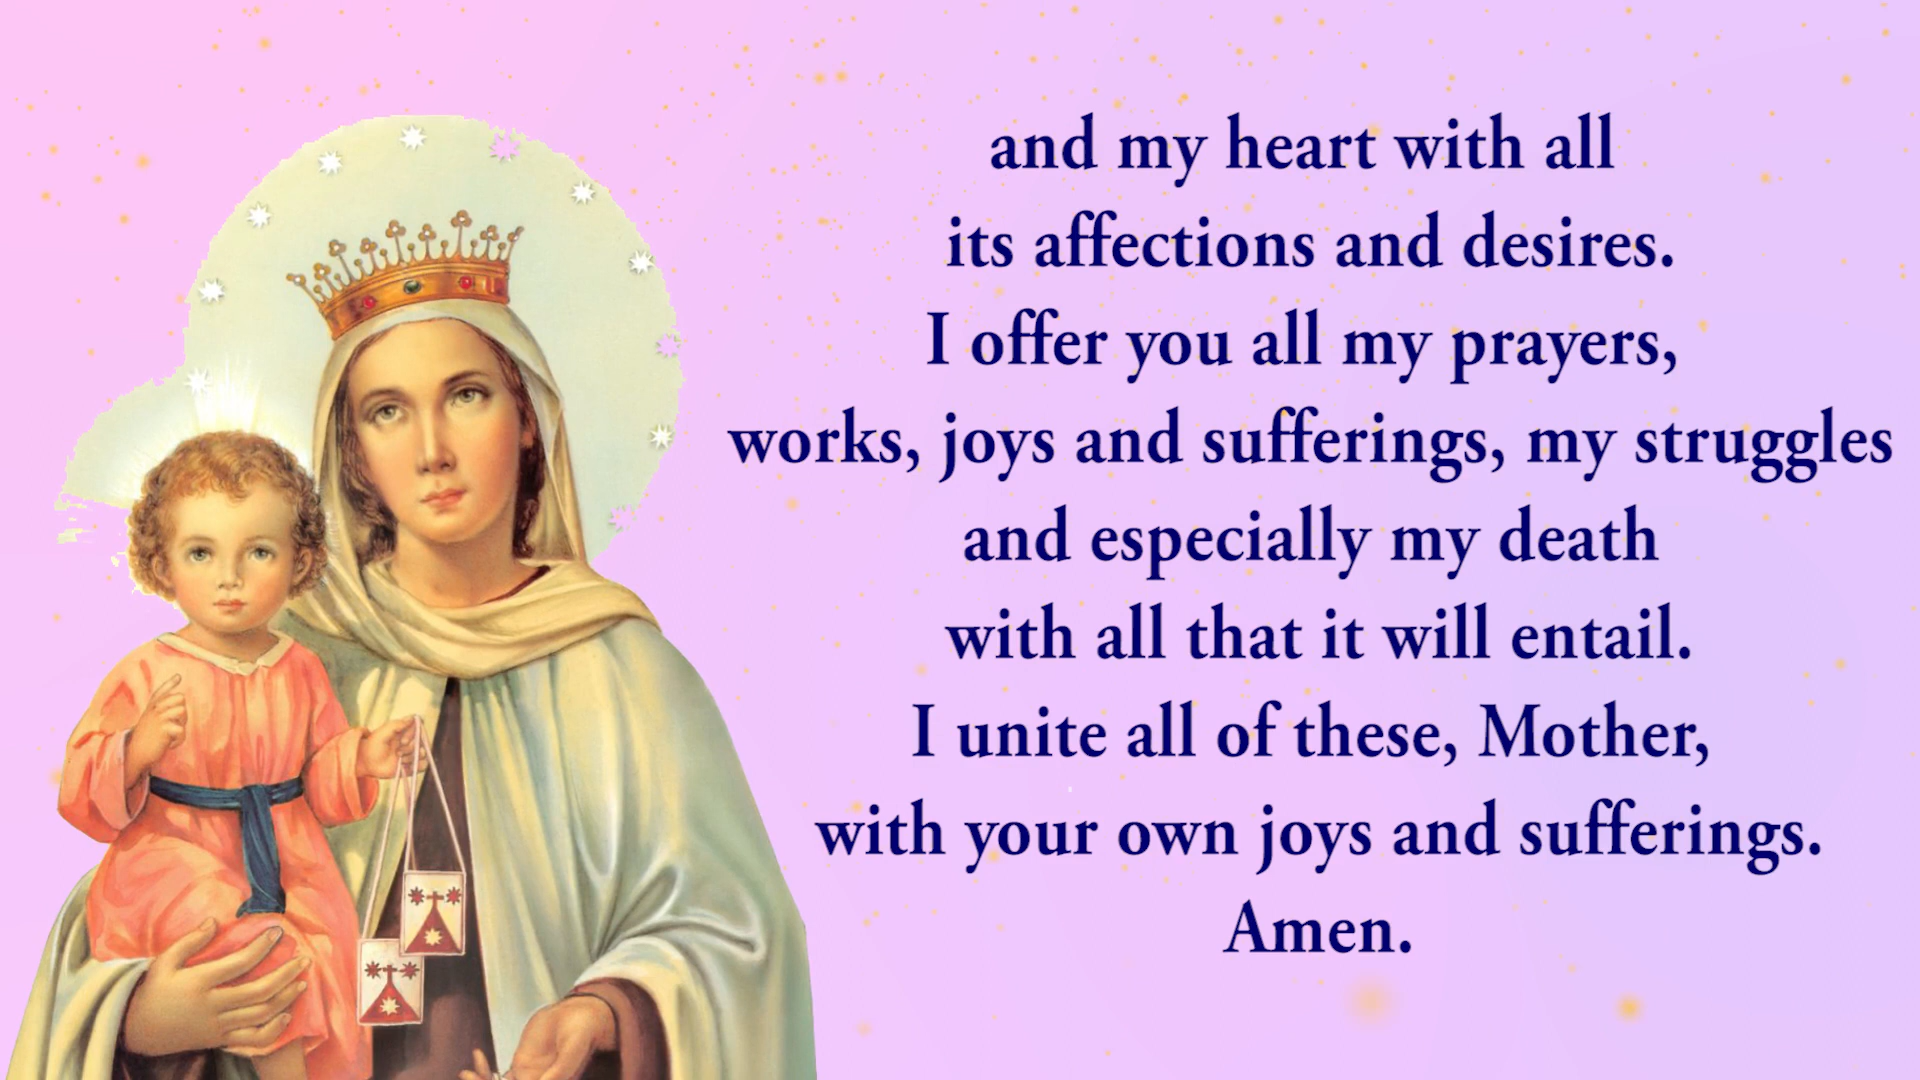 and my heart with all
its affections and desires.
I offer you all my prayers,
works, joys and sufferings, my struggles
and especially my death
with all that it will entail.
I unite all of these, Mother,
with your own joys and sufferings.
Amen.